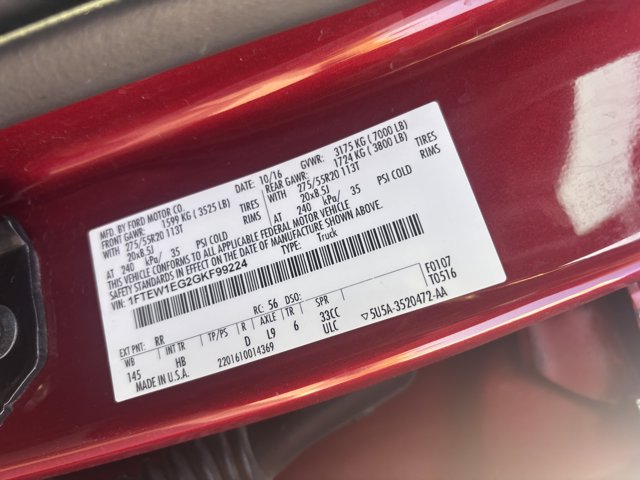 MFD. BY FORD MOTOR CO.
DATE: 10/16 GVWR: 3175 KG ( 7000 LB)
FRONT GAWR: 1599 KG ( 3525 LB) REAR GAWR: 1724 KG ( 3800 LB)
WITH 275/55R20 113T TIRES WITH 275/55R20 113T TIRES
20x8.5J RIMS 20x8.5J RIMS
AT 240 kPa/ 35 PSI COLD AT 240 kPa/ 35 PSI COLD
THIS VEHICLE CONFORMS TO ALL APPLICABLE FEDERAL MOTOR VEHICLE
SAFETY STANDARDS IN EFFECT ON THE DATE OF MANUFACTURE SHOWN ABOVE.
VIN: 1FTEW1EG2GKF99224 TYPE: Truck
F0107
T0516
EXT PNT: RR RC: 56 DSO:
WB INT TR TP/PS R AXLE TR SPR
145 HB D L9 6 33CC
ULC
MADE IN U.S.A. 2201610014369 ▽5U5A-3520472-AA